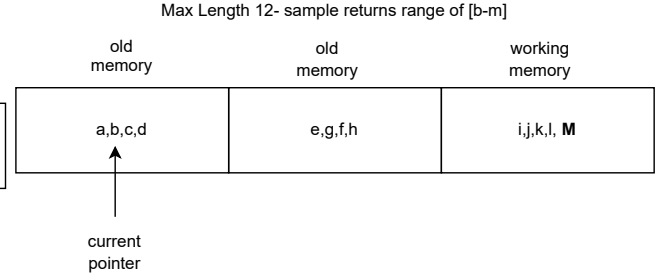 Max Length 12- sample returns range of [b-m]
old
memory
old
memory
working
memory
a,b,c,d
e,g,f,h
i,j,k,l, M
current
pointer